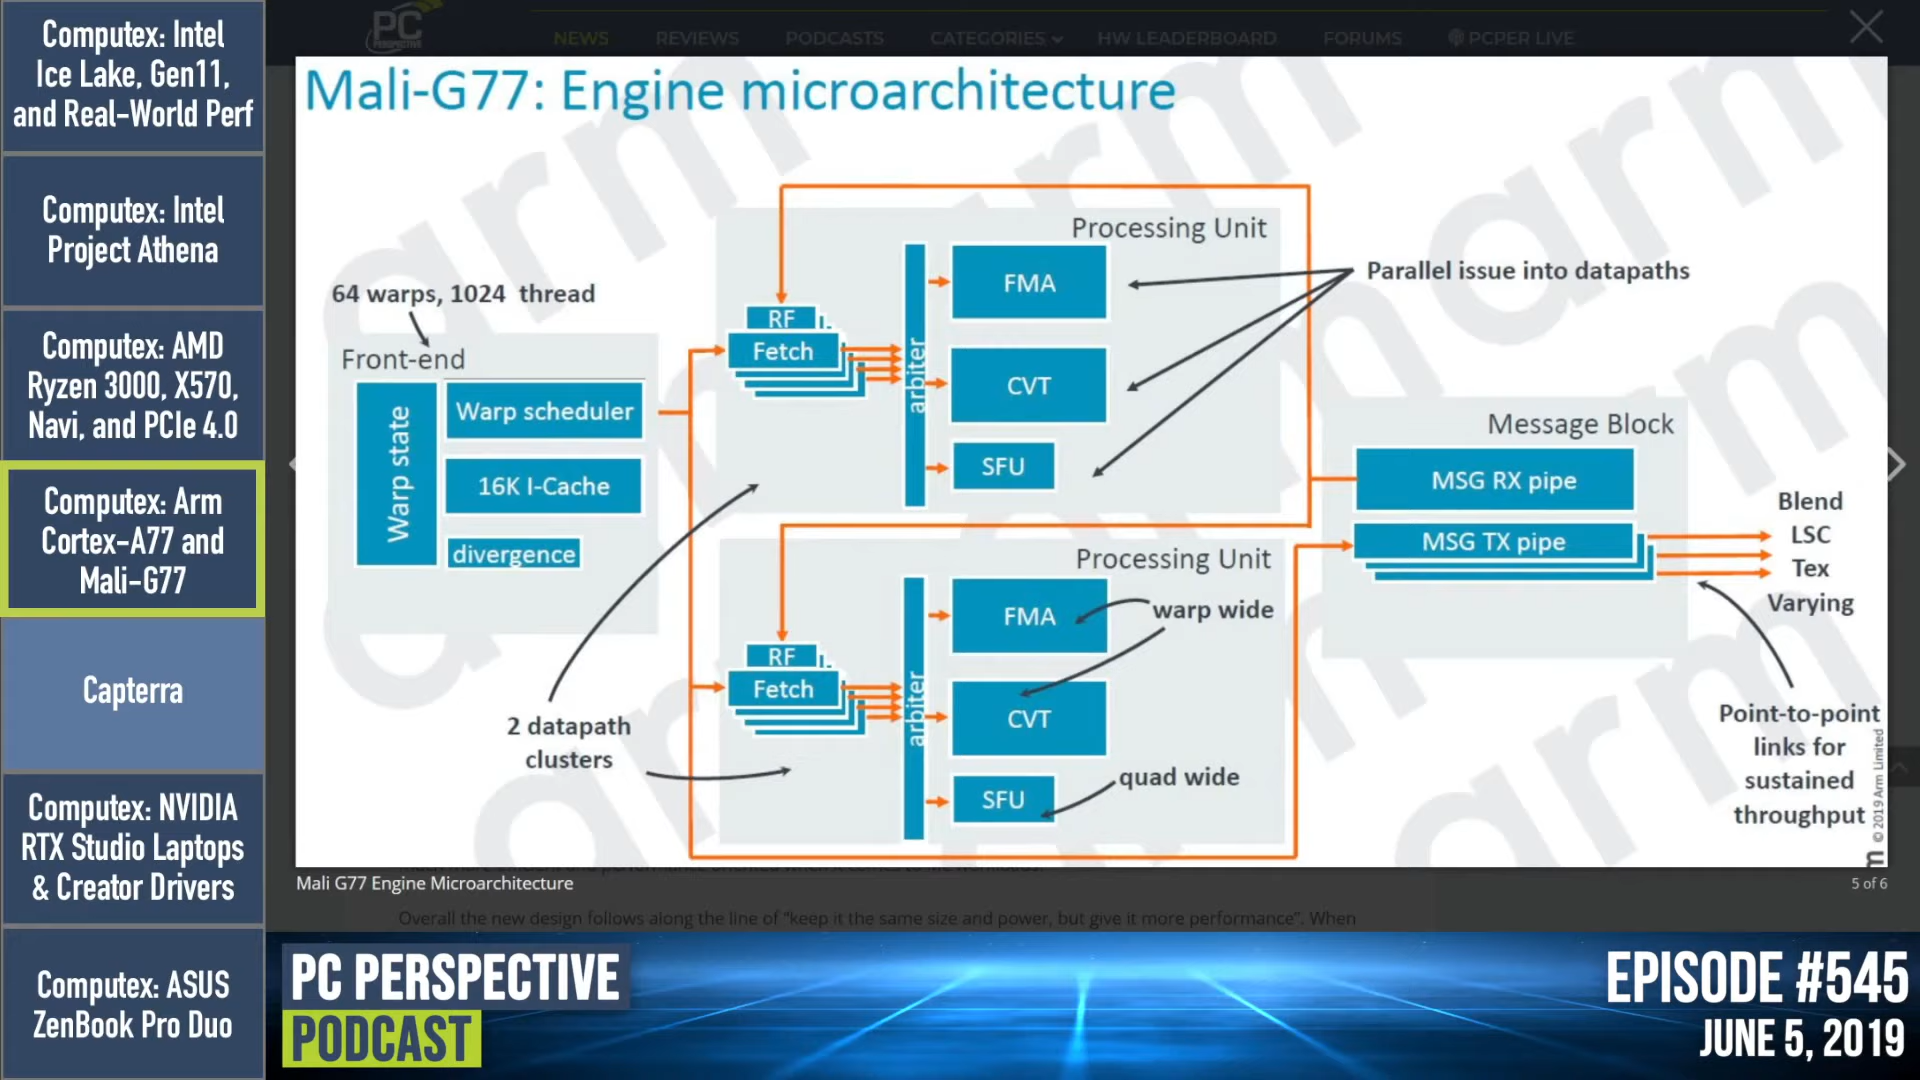 Computex: Intel
Ice Lake, Gen11,
and Real-World Perf
Computex: Intel
Project Athena
Computex: AMD
Ryzen 3000, X570,
Navi, and PCIe 4.0
Computex: Arm
Cortex-A77 and
Mali-G77
Capterra
Computex: NVIDIA
RTX Studio Laptops
& Creator Drivers
Computex: ASUS
ZenBook Pro Duo
PC
PERSPECTIVE
NEWS
REVIEWS
PODCASTS
CATEGORIES
HW LEADERBOARD
FORUMS
PCPER LIVE
Mali-G77: Engine microarchitecture
64 warps, 1024 thread
Front-end
Warp state
Warp scheduler
16K I-Cache
divergence
2 datapath
clusters
Processing Unit
RF
Fetch
arbiter
FMA
CVT
SFU
Parallel issue into datapaths
Processing Unit
RF
Fetch
arbiter
FMA
CVT
SFU
warp wide
quad wide
Message Block
MSG RX pipe
MSG TX pipe
Blend
LSC
Tex
Varying
Point-to-point
links for
sustained
throughput
© 2019 Arm Limited
arm
arm
arm
arm
Mali G77 Engine Microarchitecture
5 of 6
Overall the new design follows along the line of "keep it the same size and power, but give it more performance". When
PC PERSPECTIVE
PODCAST
EPISODE #545
JUNE 5, 2019